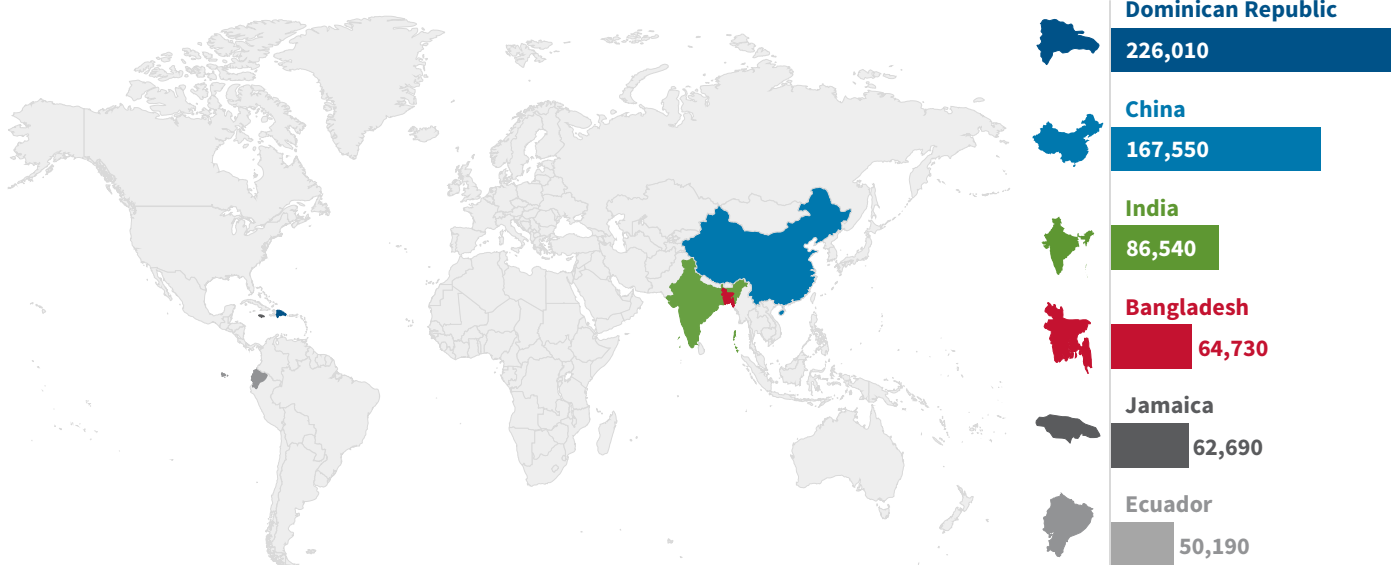 Dominican Republic
226,010
China
167,550
India
86,540
Bangladesh
64,730
Jamaica
62,690
Ecuador
50,190